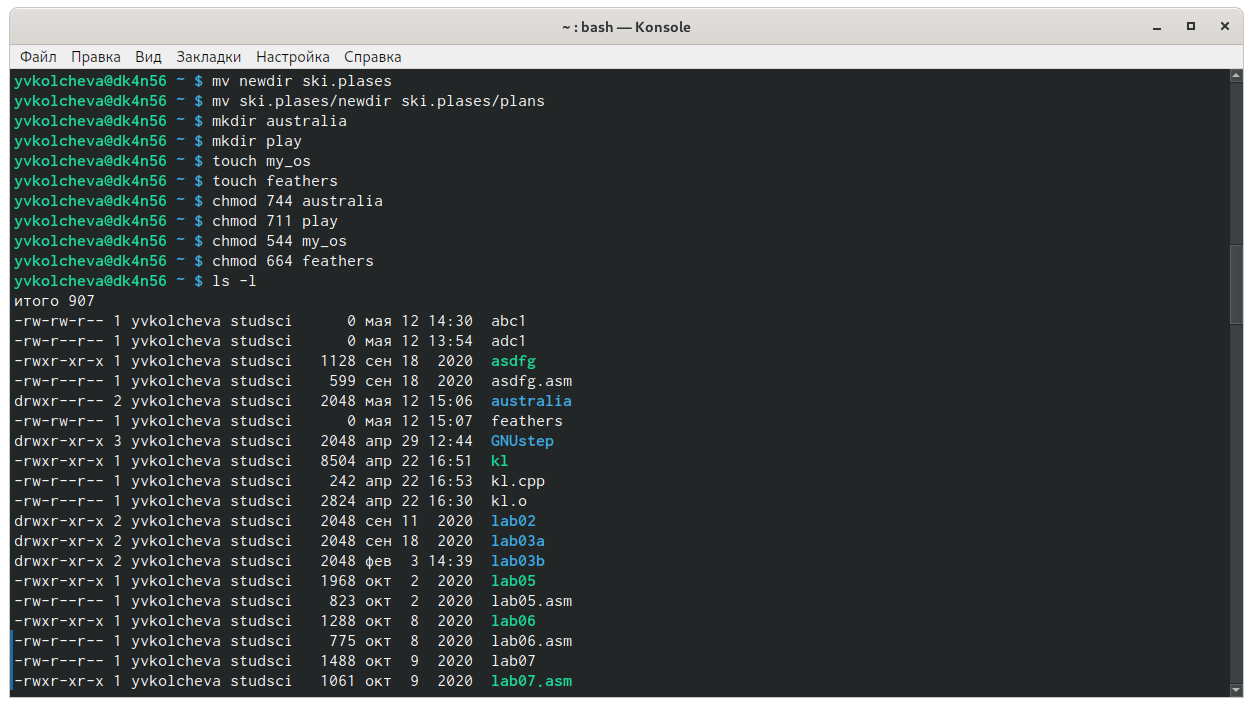 ~ : bash — Konsole
Файл Правка Вид Закладки Настройка Справка
yvkolcheva@dk4n56 ~ $ mv newdir ski.plases
yvkolcheva@dk4n56 ~ $ mv ski.plases/newdir ski.plases/plans
yvkolcheva@dk4n56 ~ $ mkdir australia
yvkolcheva@dk4n56 ~ $ mkdir play
yvkolcheva@dk4n56 ~ $ touch my_os
yvkolcheva@dk4n56 ~ $ touch feathers
yvkolcheva@dk4n56 ~ $ chmod 744 australia
yvkolcheva@dk4n56 ~ $ chmod 711 play
yvkolcheva@dk4n56 ~ $ chmod 544 my_os
yvkolcheva@dk4n56 ~ $ chmod 664 feathers
yvkolcheva@dk4n56 ~ $ ls -l
итого 907
-rw-rw-r-- 1 yvkolcheva studsci      0 мая 12 14:30  abc1
-rw-r--r-- 1 yvkolcheva studsci      0 мая 12 13:54  adc1
-rwxr-xr-x 1 yvkolcheva studsci   1128 сен 18  2020  asdfg
-rw-r--r-- 1 yvkolcheva studsci    599 сен 18  2020  asdfg.asm
drwxr--r-- 2 yvkolcheva studsci   2048 мая 12 15:06  australia
-rw-rw-r-- 1 yvkolcheva studsci      0 мая 12 15:07  feathers
drwxr-xr-x 3 yvkolcheva studsci   2048 апр 29 12:44  GNUstep
-rwxr-xr-x 1 yvkolcheva studsci   8504 апр 22 16:51  kl
-rw-r--r-- 1 yvkolcheva studsci    242 апр 22 16:53  kl.cpp
-rw-r--r-- 1 yvkolcheva studsci   2824 апр 22 16:30  kl.o
drwxr-xr-x 2 yvkolcheva studsci   2048 сен 11  2020  lab02
drwxr-xr-x 2 yvkolcheva studsci   2048 сен 18  2020  lab03a
drwxr-xr-x 2 yvkolcheva studsci   2048 фев  3 14:39  lab03b
-rwxr-xr-x 1 yvkolcheva studsci   1968 окт  2  2020  lab05
-rw-r--r-- 1 yvkolcheva studsci    823 окт  2  2020  lab05.asm
-rwxr-xr-x 1 yvkolcheva studsci   1288 окт  8  2020  lab06
-rw-r--r-- 1 yvkolcheva studsci    775 окт  8  2020  lab06.asm
-rw-r--r-- 1 yvkolcheva studsci   1488 окт  9  2020  lab07
-rwxr-xr-x 1 yvkolcheva studsci   1061 окт  9  2020  lab07.asm